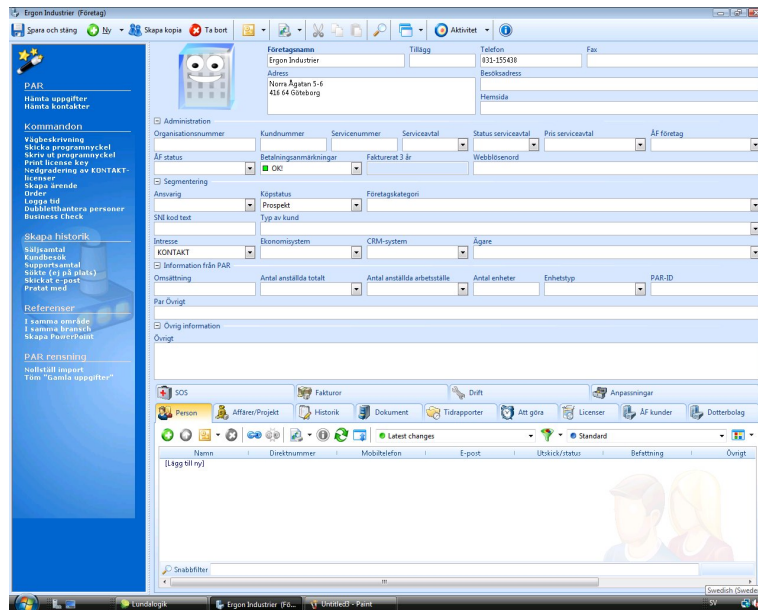 Ergon Industrier (Företag)
Spara och stäng Ny Skapa kopia Ta bort Aktivitet
Företagsnamn Tillägg Telefon Fax
Ergon Industrier 031-155430
Adress Besöksadress
Norra Ågatan 5-6
416 64 Göteborg
Hemsida
PAR
Hämta uppgifter
Hämta kontakter
Kommandon
Vägbeskrivning
Skicka programnyckel
Skriv ut programnyckel
Print license key
Nedgradering av KONTAKT-
licenser
Skapa ärende
Order
Logga tid
Dubbletthantera personer
Business Check
Skapa historik
Säljsamtal
Kundbesök
Supportsamtal
Sökte (ej på plats)
Skickat e-post
Pratat med
Referenser
I samma område
I samma bransch
Skapa PowerPoint
PAR rensning
Nollställ import
Töm "Gamla uppgifter"
Administration
Organisationsnummer Kundnummer Servicenummer Serviceavtal Status serviceavtal Pris serviceavtal ÅF företag
ÅF status Betalningsanmärkningar Fakturerat 3 år Webblösenord
OK!
Segmentering
Ansvarig Köpstatus Företagskategori
Prospekt
SNI kod text Typ av kund
Intresse Ekonomisystem CRM-system Ägare
KONTAKT
Information från PAR
Omsättning Antal anställda totalt Antal anställda arbetsställe Antal enheter Enhetstyp PAR-ID
Par Övrigt
Övrig information
Övrigt
SOS Fakturor Drift Anpassningar
Person Affärer/Projekt Historik Dokument Tidrapporter Att göra Licenser ÅF kunder Dotterbolag
Latest changes Standard
Namn Direktnummer Mobiltelefon E-post Utskick/status Befattning Övrigt
[Lägg till ny]
Snabbfilter
Swedish (Swede
Lundalogik Ergon Industrier (Fö... Untitled3 - Paint SV